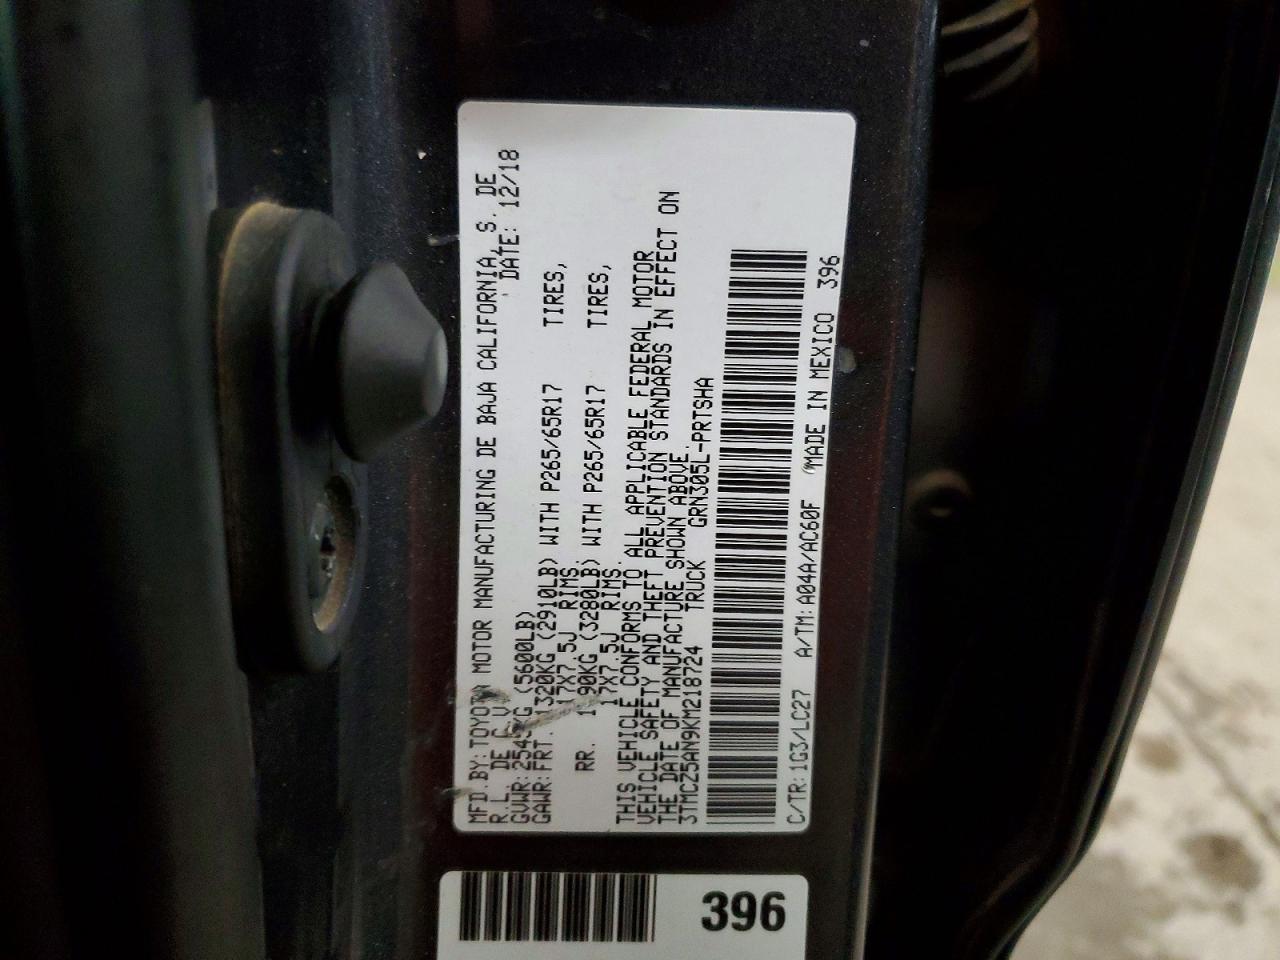 MFD.BY:TOYOTA MOTOR MANUFACTURING DE BAJA CALIFORNIA, S. DE
R.L. DE C.V. DATE: 12/18
GVWR:2545KG (5600LB)
GAWR:FRT. 1320KG (2910LB) WITH P265/65R17 TIRES,
17X7.5J RIMS.
RR. 1490KG (3280LB) WITH P265/65R17 TIRES,
17X7.5J RIMS.
THIS VEHICLE CONFORMS TO ALL APPLICABLE FEDERAL MOTOR
VEHICLE SAFETY AND THEFT PREVENTION STANDARDS IN EFFECT ON
THE DATE OF MANUFACTURE SHOWN ABOVE.
3TMCZ5AN9KM218724 TRUCK GRN305L-PRTSHA
C/TR:1G3/LC27 A/TM:A04A/AC60F MADE IN MEXICO 396
396